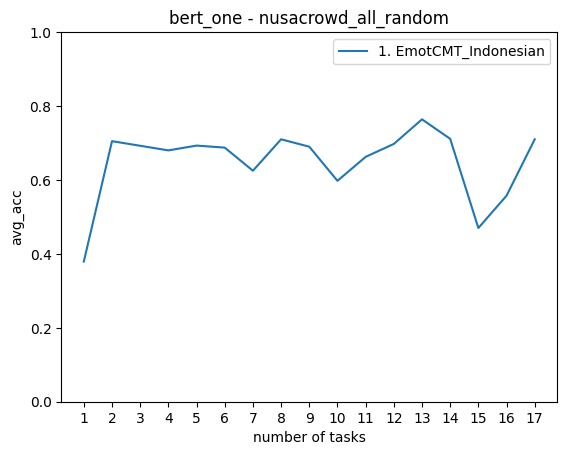 bert_one - nusacrowd_all_random
1. EmotCMT_Indonesian
1.0
0.8
0.6
0.4
0.2
0.0
avg_acc
1 2 3 4 5 6 7 8 9 10 11 12 13 14 15 16 17
number of tasks